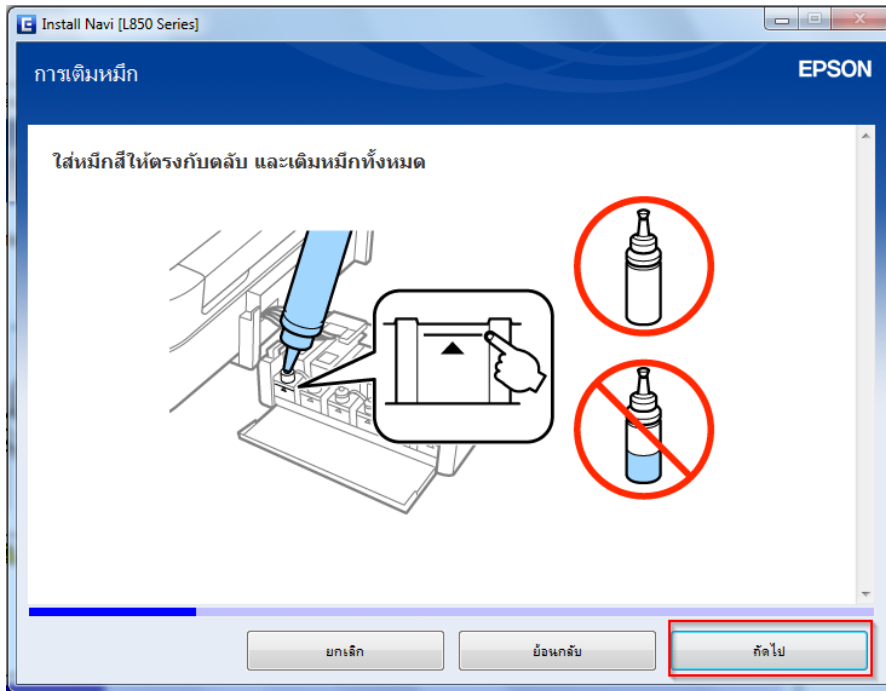 Install Navi [L850 Series]
การเติมหมึก
EPSON
ใส่หมึกสีให้ตรงกับตลับ และเติมหมึกทั้งหมด
ยกเลิก
ย้อนกลับ
ถัดไป